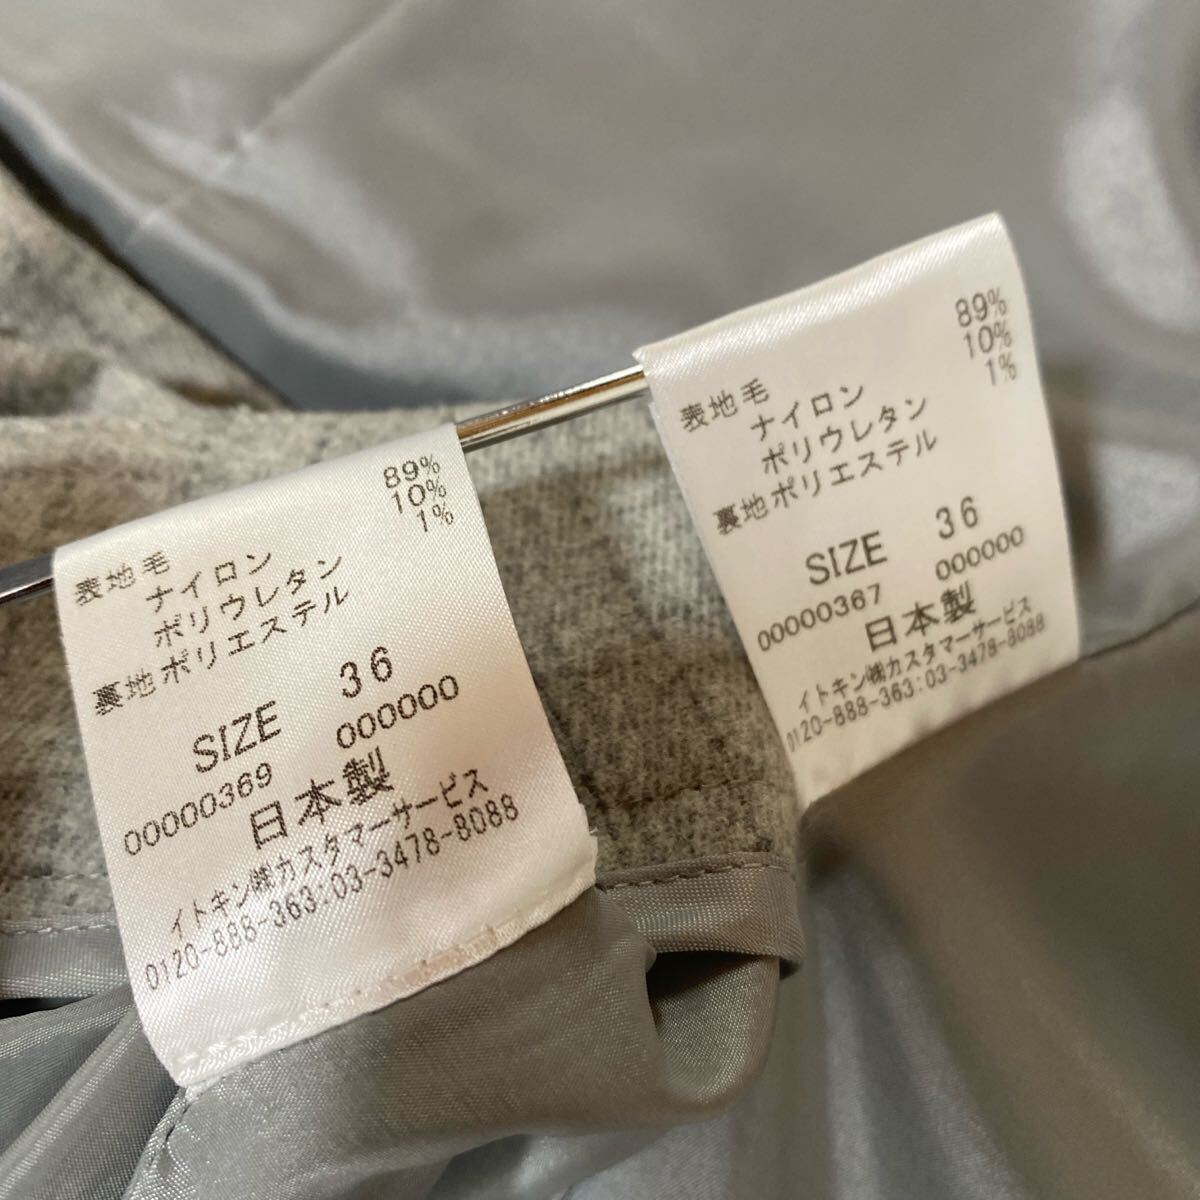 表地毛 89%
ナイロン 10%
ポリウレタン 1%
裏地ポリエステル
SIZE 36
00000369 000000
日本製
イトキン㈱カスタマーサービス
0120-888-363:03-3478-8088
表地毛 89%
ナイロン 10%
ポリウレタン 1%
裏地ポリエステル
SIZE 36
00000367 000000
日本製
イトキン㈱カスタマーサービス
0120-888-363:03-3478-8088